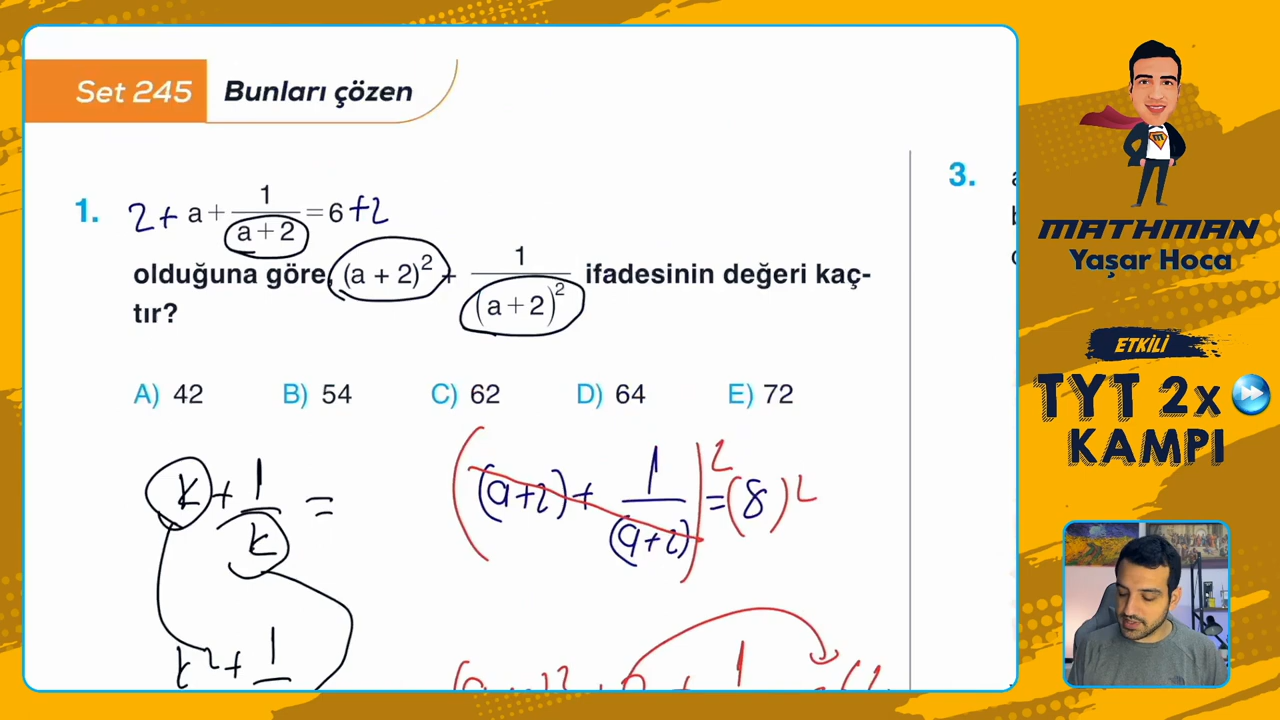 Set 245 Bunları çözen
1. 2+ a + 1/(a+2) = 6 +2
olduğuna göre, (a + 2)² + 1/(a+2)² ifadesinin değeri kaç-
tır?
A) 42 B) 54 C) 62 D) 64 E) 72
((a+2) + 1/(a+2))² = (8)²
k + 1/k =
3.
MATHMAN
Yaşar Hoca
ETKİLİ
TYT 2x
KAMPI